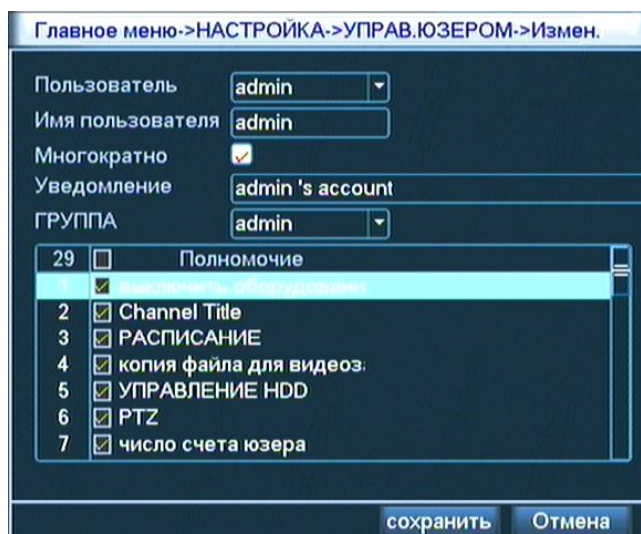 Главное меню->НАСТРОЙКА->УПРАВ.ЮЗЕРОМ->Измен.
Пользователь admin
Имя пользователя admin
Многократно
Уведомление admin 's account
ГРУППА admin
29 Полномочие
1 выключить оборудовани
2 Channel Title
3 РАСПИСАНИЕ
4 копия файла для видеоз
5 УПРАВЛЕНИЕ HDD
6 PTZ
7 число счета юзера
сохранить Отмена